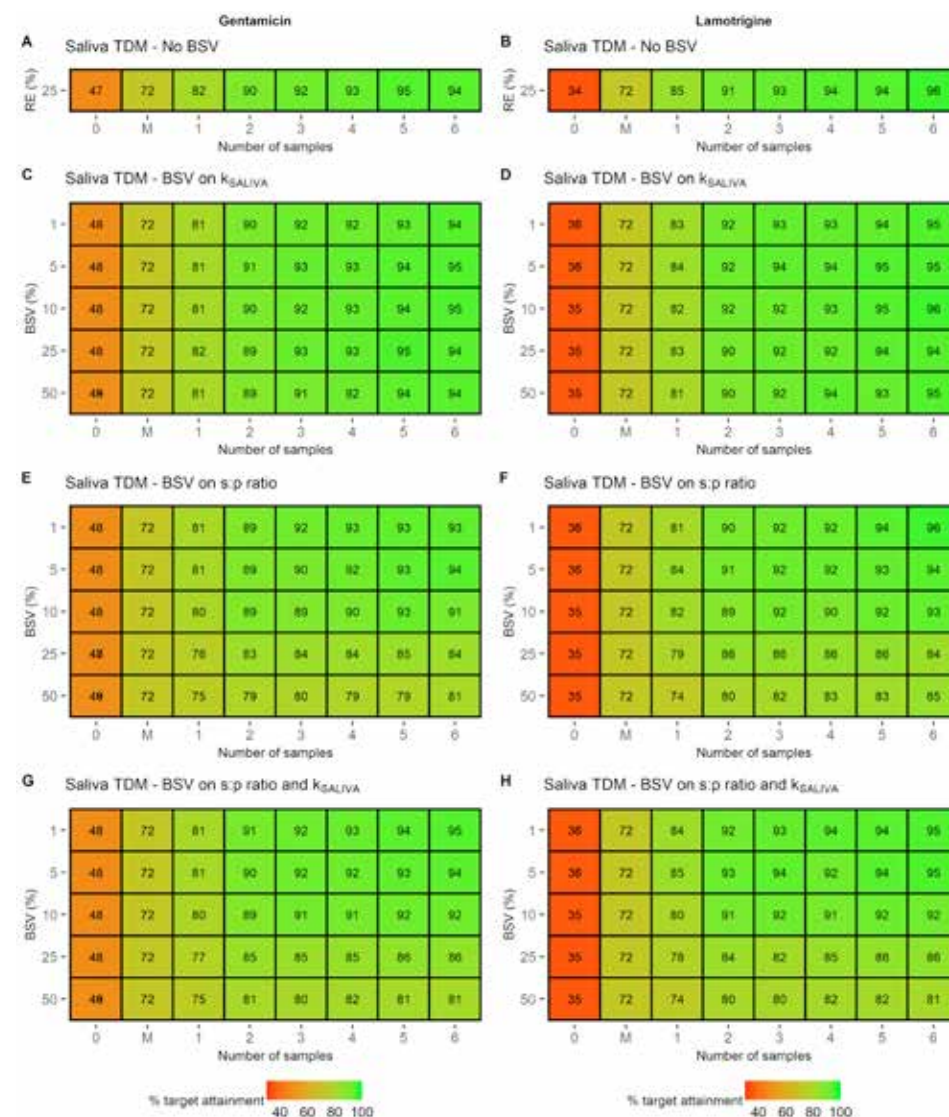 Gentamicin
Lamotrigine
A Saliva TDM - No BSV
RE (%)
25 47 72 82 90 92 93 95 94
0 M 1 2 3 4 5 6
Number of samples
B Saliva TDM - No BSV
RE (%)
25 34 72 85 91 93 94 94 96
0 M 1 2 3 4 5 6
Number of samples
C Saliva TDM - BSV on kSALIVA
BSV (%)
1 48 72 81 90 92 92 93 94
5 48 72 81 91 93 93 94 95
10 48 72 81 90 92 93 94 95
25 48 72 82 89 93 93 95 94
50 72 81 89 91 92 94 94
0 M 1 2 3 4 5 6
Number of samples
D Saliva TDM - BSV on kSALIVA
BSV (%)
1 36 72 83 92 93 93 94 95
5 36 72 84 92 94 94 95 95
10 35 72 82 92 92 93 95 96
25 35 72 83 90 92 92 94 94
50 35 72 81 90 92 94 93 95
0 M 1 2 3 4 5 6
Number of samples
E Saliva TDM - BSV on s:p ratio
BSV (%)
1 48 72 81 89 92 93 93 93
5 48 72 81 89 90 92 93 94
10 48 72 80 89 89 90 93 91
25 72 76 83 84 84 85 84
50 72 75 79 80 79 79 81
0 M 1 2 3 4 5 6
Number of samples
F Saliva TDM - BSV on s:p ratio
BSV (%)
1 36 72 81 90 92 92 94 96
5 36 72 84 91 92 92 93 94
10 35 72 82 89 92 90 92 93
25 35 72 79 86 86 86 86 84
50 35 72 74 80 82 83 83 85
0 M 1 2 3 4 5 6
Number of samples
G Saliva TDM - BSV on s:p ratio and kSALIVA
BSV (%)
1 48 72 81 91 92 93 94 95
5 48 72 81 90 92 92 93 94
10 48 72 80 89 91 91 92 92
25 48 72 77 85 85 85 86 86
50 72 75 81 80 82 81 81
0 M 1 2 3 4 5 6
Number of samples
H Saliva TDM - BSV on s:p ratio and kSALIVA
BSV (%)
1 36 72 84 92 93 94 94 95
5 36 72 85 93 94 92 94 95
10 35 72 80 91 92 91 92 92
25 35 72 78 84 82 85 86 86
50 35 72 74 80 80 82 82 81
0 M 1 2 3 4 5 6
Number of samples
% target attainment 40 60 80 100
% target attainment 40 60 80 100